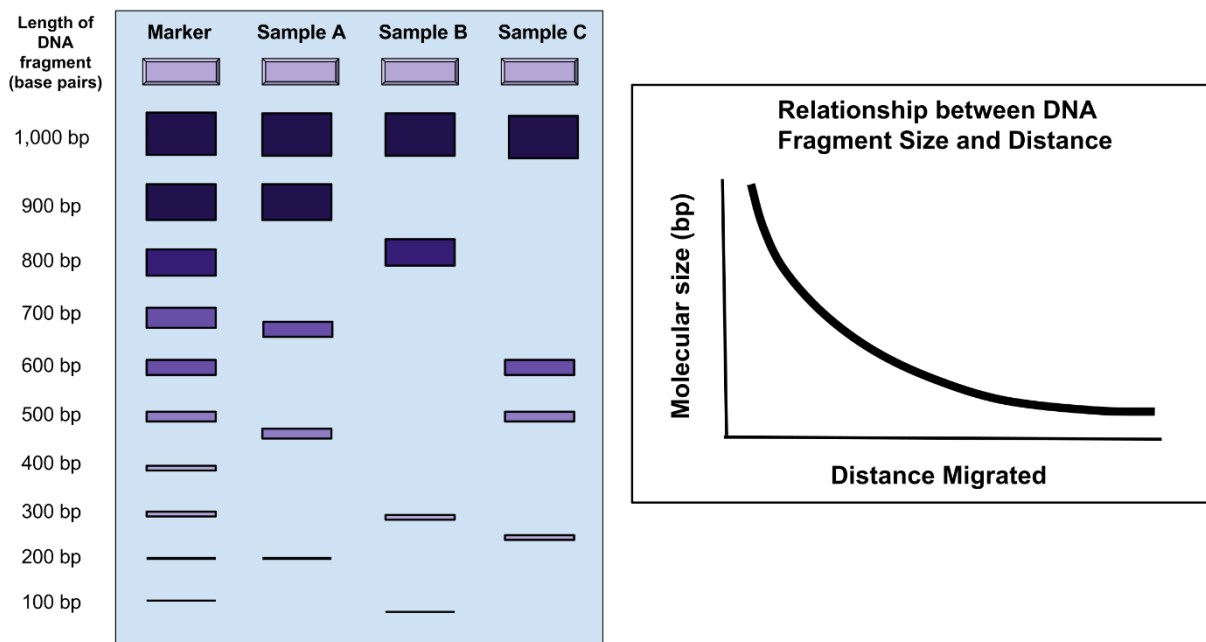 Length of
DNA
fragment
(base pairs)
Marker
Sample A
Sample B
Sample C
1,000 bp
900 bp
800 bp
700 bp
600 bp
500 bp
400 bp
300 bp
200 bp
100 bp
Relationship between DNA
Fragment Size and Distance
Molecular size (bp)
Distance Migrated